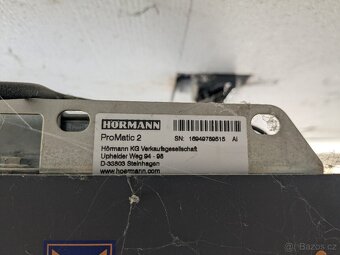 HÖRMANN
ProMatic 2
SN: 16949769515 AI
Hörmann KG Verkaufsgesellschaft
Upheider Weg 94 - 98
D-33803 Steinhagen
www.hoermann.com
bazos.cz